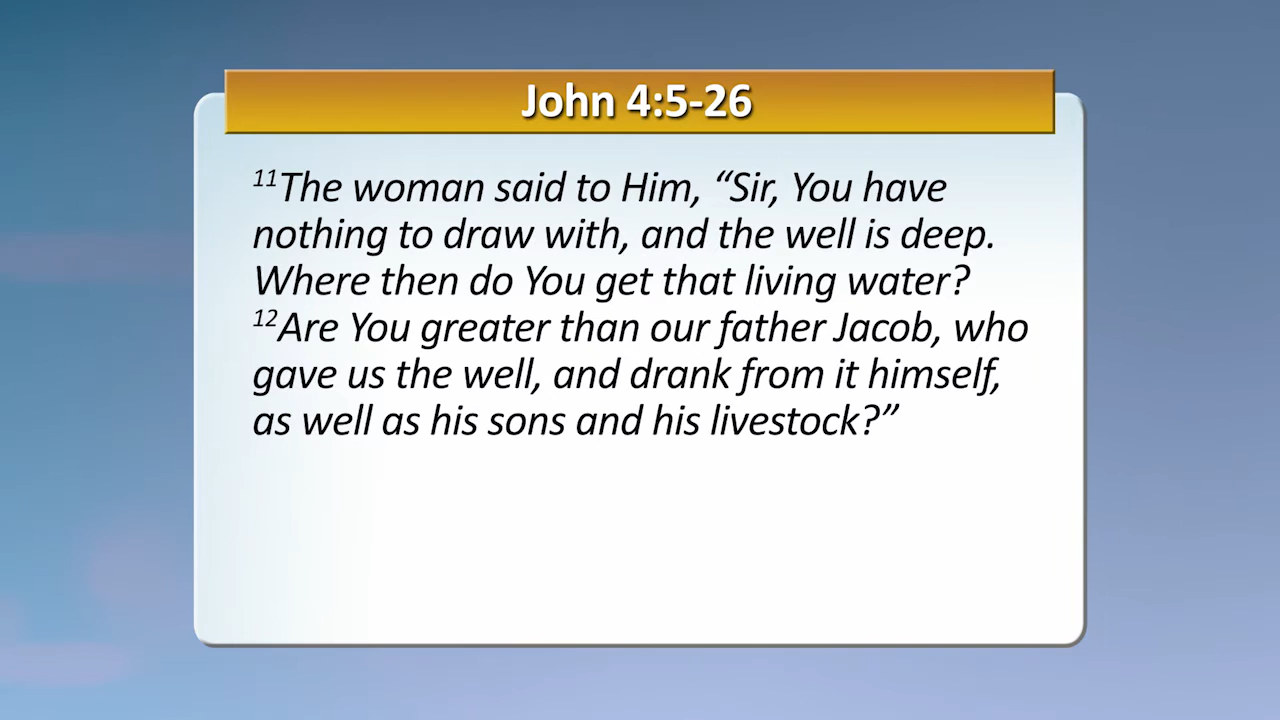 John 4:5-26
¹¹The woman said to Him, “Sir, You have
nothing to draw with, and the well is deep.
Where then do You get that living water?
¹²Are You greater than our father Jacob, who
gave us the well, and drank from it himself,
as well as his sons and his livestock?”